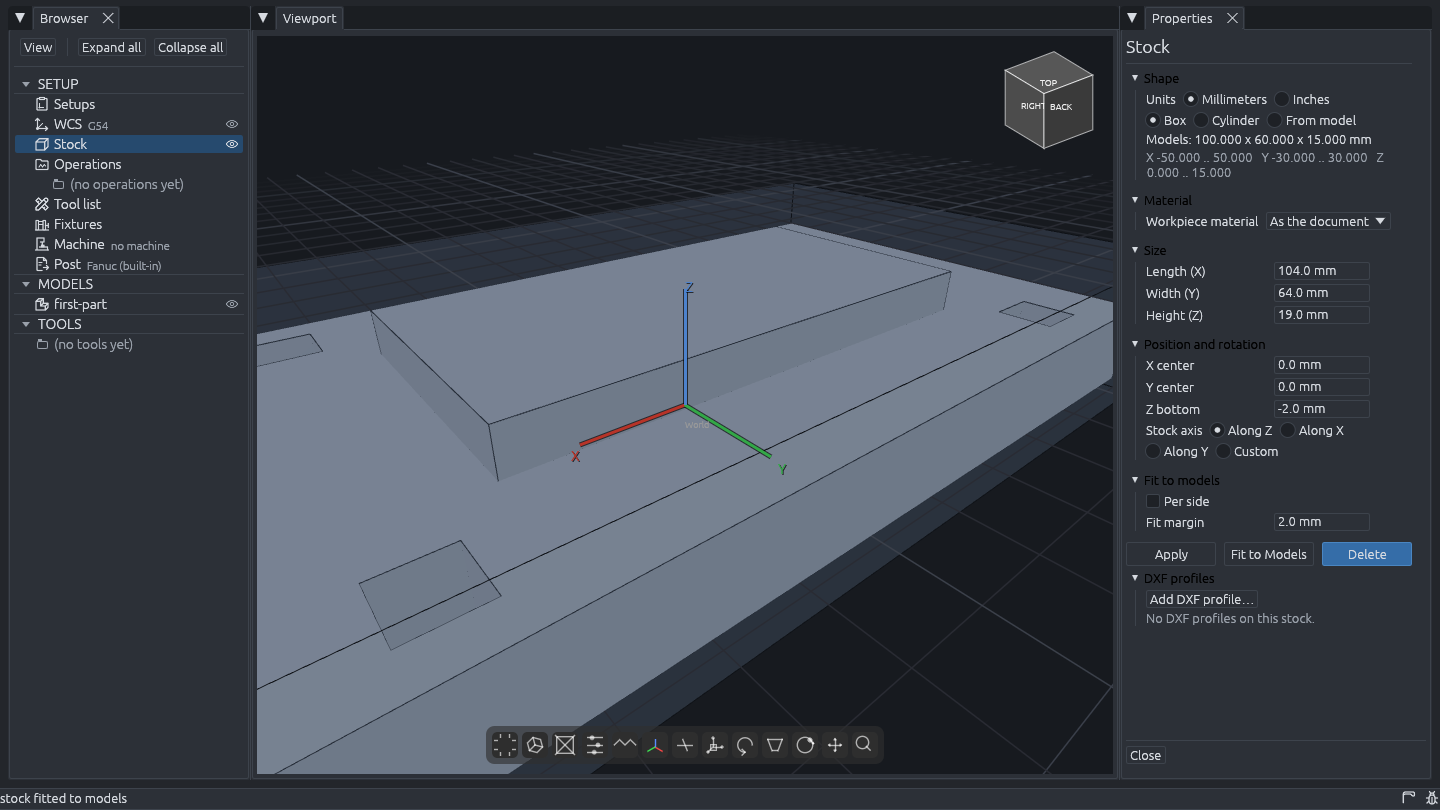 Browser
Viewport
Properties
View
Expand all
Collapse all
SETUP
Setups
WCS G54
Stock
Operations
(no operations yet)
Tool list
Fixtures
Machine no machine
Post Fanuc (built-in)
MODELS
first-part
TOOLS
(no tools yet)
TOP
RIGHT
BACK
Z
World
X
Y
Stock
Shape
Units Millimeters Inches
Box Cylinder From model
Models: 100.000 x 60.000 x 15.000 mm
X -50.000 .. 50.000 Y -30.000 .. 30.000 Z
0.000 .. 15.000
Material
Workpiece material As the document
Size
Length (X) 104.0 mm
Width (Y) 64.0 mm
Height (Z) 19.0 mm
Position and rotation
X center 0.0 mm
Y center 0.0 mm
Z bottom -2.0 mm
Stock axis Along Z Along X
Along Y Custom
Fit to models
Per side
Fit margin 2.0 mm
Apply Fit to Models Delete
DXF profiles
Add DXF profile...
No DXF profiles on this stock.
Close
stock fitted to models